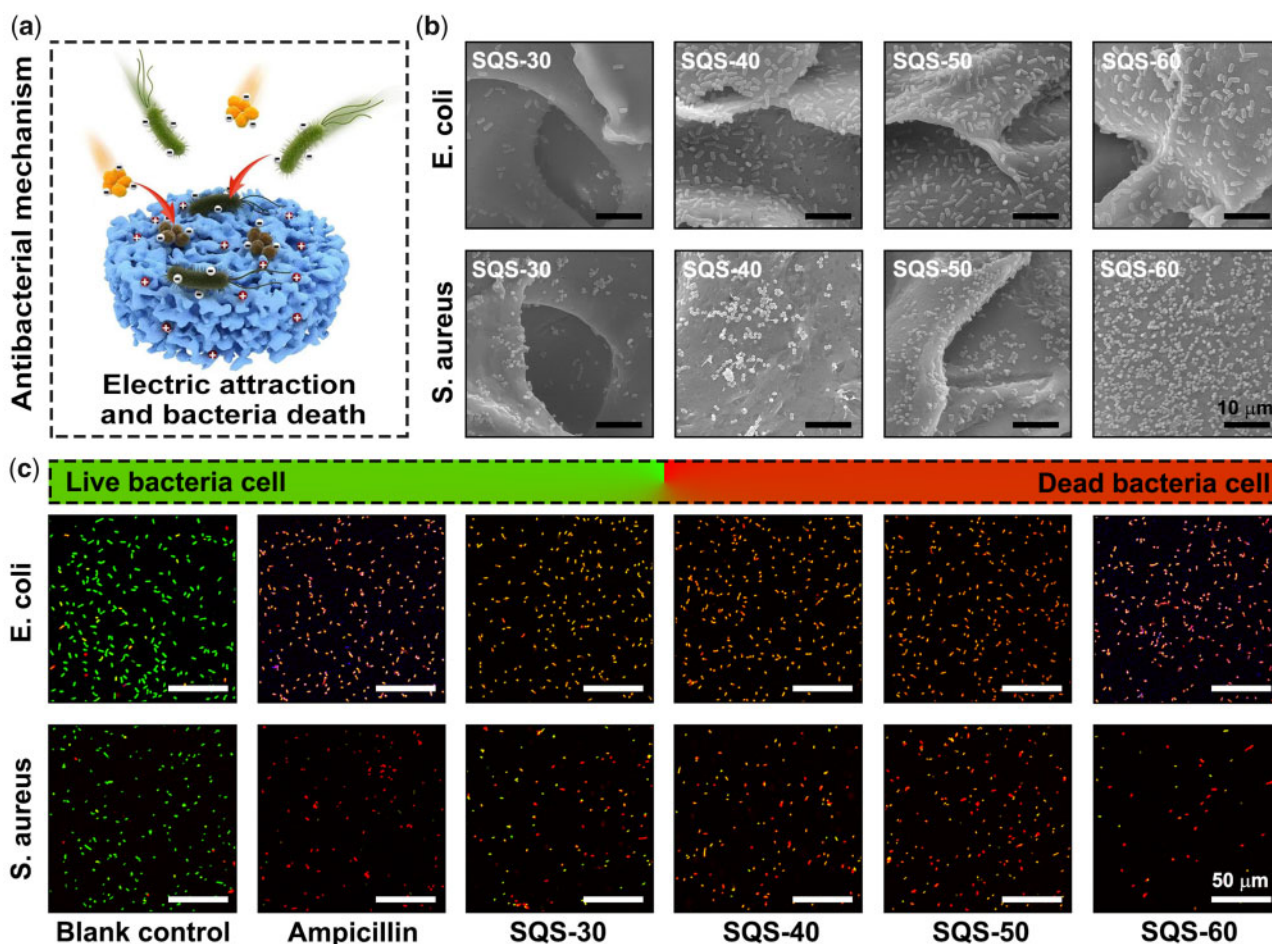 (a)
Antibacterial mechanism
Electric attraction
and bacteria death
(b)
E. coli
SQS-30
SQS-40
SQS-50
SQS-60
S. aureus
SQS-30
SQS-40
SQS-50
SQS-60
10 μm
(c)
Live bacteria cell
Dead bacteria cell
E. coli
S. aureus
50 μm
Blank control
Ampicillin
SQS-30
SQS-40
SQS-50
SQS-60